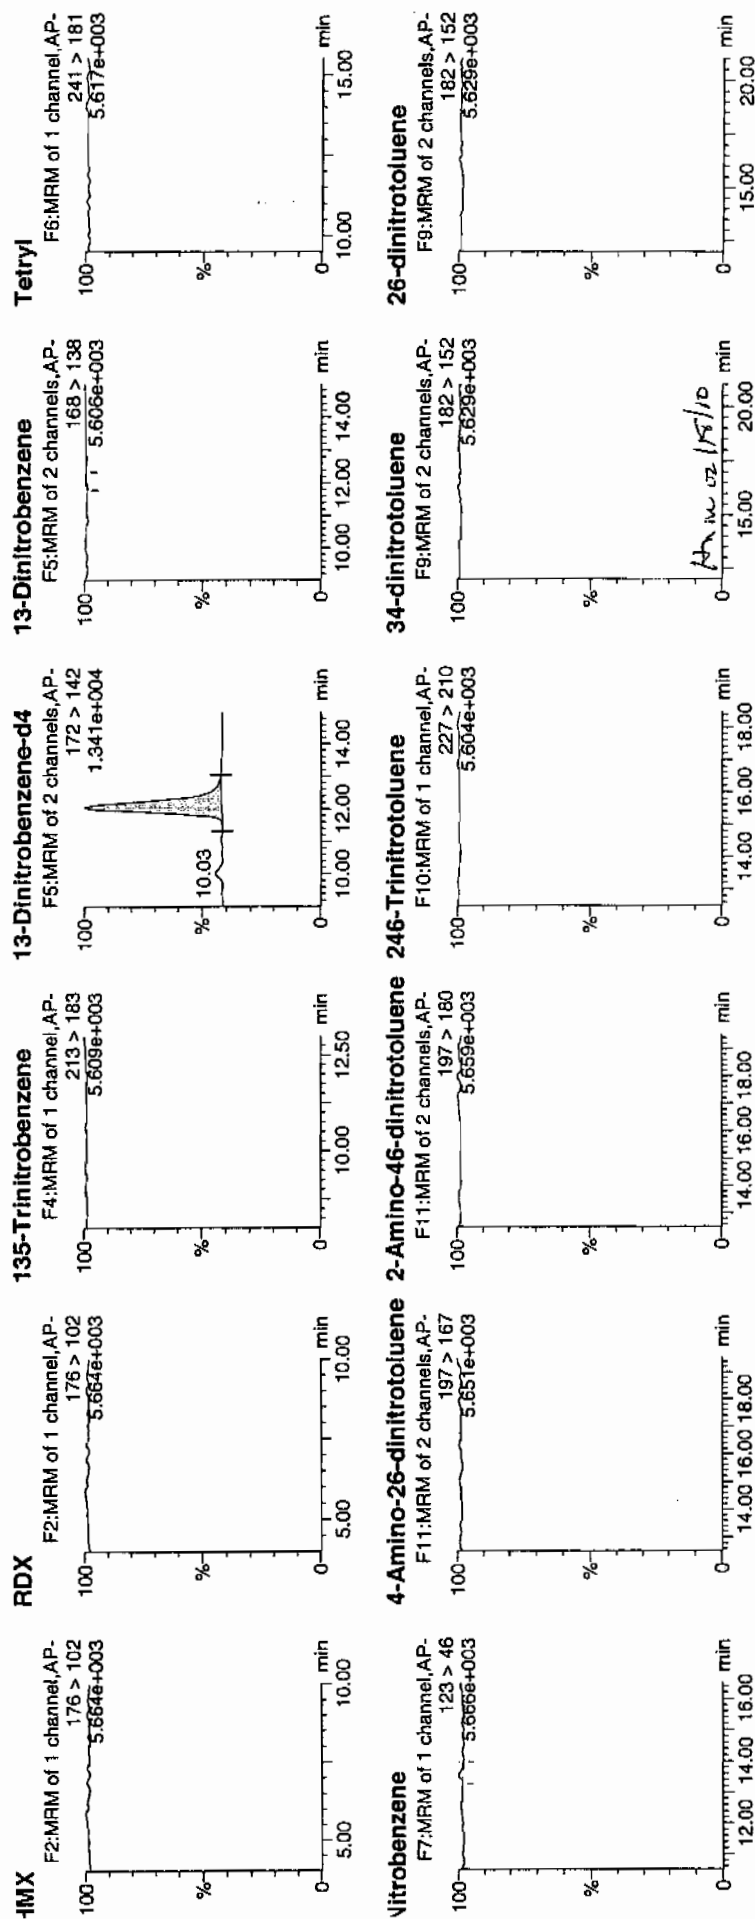 HMX
F2:MRM of 1 channel,AP-
176 > 102
5.664e+003
100
%
0
5.00
10.00
min
RDX
F2:MRM of 1 channel,AP-
176 > 102
5.664e+003
100
%
0
5.00
10.00
min
135-Trinitrobenzene
F4:MRM of 1 channel,AP-
213 > 183
5.609e+003
100
%
0
10.00
12.50
min
13-Dinitrobenzene-d4
F5:MRM of 2 channels,AP-
172 > 142
1.341e+004
100
10.03
%
0
10.00
12.00
14.00
min
13-Dinitrobenzene
F5:MRM of 2 channels,AP-
168 > 138
5.606e+003
100
%
0
10.00
12.00
14.00
min
Tetryl
F6:MRM of 1 channel,AP-
241 > 181
5.617e+003
100
%
0
10.00
15.00
min
Nitrobenzene
F7:MRM of 1 channel,AP-
123 > 46
5.666e+003
100
%
0
12.00
14.00
16.00
min
4-Amino-26-dinitrotoluene
F11:MRM of 2 channels,AP-
197 > 167
5.651e+003
100
%
0
14.00
16.00
18.00
min
2-Amino-46-dinitrotoluene
F11:MRM of 2 channels,AP-
197 > 180
5.659e+003
100
%
0
14.00
16.00
18.00
min
246-Trinitrotoluene
F10:MRM of 1 channel,AP-
227 > 210
5.604e+003
100
%
0
14.00
16.00
18.00
min
34-dinitrotoluene
F9:MRM of 2 channels,AP-
182 > 152
5.629e+003
100
%
0
15.00
20.00
min
26-dinitrotoluene
F9:MRM of 2 channels,AP-
182 > 152
5.629e+003
100
%
0
15.00
20.00
min